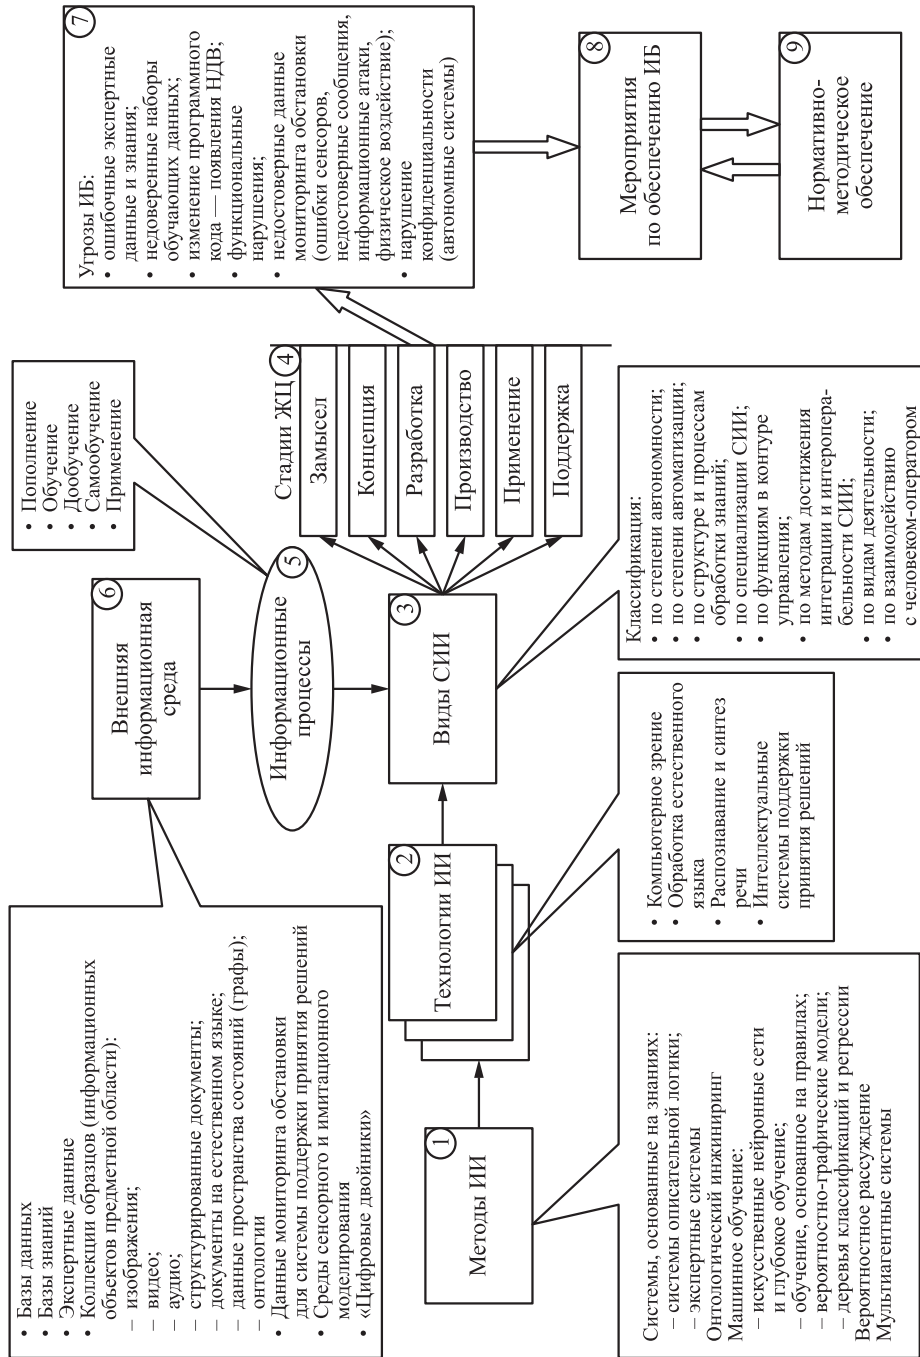 • Базы данных
• Базы знаний
• Экспертные данные
• Коллекции образцов (информационных
объектов предметной области):
– изображения;
– видео;
– аудио;
– структурированные документы;
– документы на естественном языке;
– данные пространства состояний (графы);
– онтологии
• Данные мониторинга обстановки
для системы поддержки принятия решений
• Среды сенсорного и имитационного
моделирования
• «Цифровые двойники»
6
Внешняя
информационная
среда
• Пополнение
• Обучение
• Дообучение
• Самообучение
• Применение
5
Информационные
процессы
1
Методы ИИ
2
Технологии ИИ
3
Виды СИИ
Стадии ЖЦ
4
Замысел
Концепция
Разработка
Производство
Применение
Поддержка
7
Угрозы ИБ:
• ошибочные экспертные
данные и знания;
• недоверенные наборы
обучающих данных;
• изменение программного
кода — появления НДВ;
• функциональные
нарушения;
• недостоверные данные
мониторинга обстановки
(ошибки сенсоров,
недостоверные сообщения,
информационные атаки,
физическое воздействие);
• нарушение
конфиденциальности
(автономные системы)
8
Мероприятия
по обеспечению ИБ
9
Нормативно-
методическое
обеспечение
Системы, основанные на знаниях:
– системы описательной логики;
– экспертные системы
Онтологический инжиниринг
Машинное обучение:
– искусственные нейронные сети
и глубокое обучение;
– обучение, основанное на правилах;
– вероятностно-графические модели;
– деревья классификаций и регрессии
Вероятностное рассуждение
Мультиагентные системы
• Компьютерное зрение
• Обработка естественного
языка
• Распознавание и синтез
речи
• Интеллектуальные
системы поддержки
принятия решений
Классификация:
• по степени автономности;
• по степени автоматизации;
• по структуре и процессам
обработки знаний;
• по специализации СИИ;
• по функциям в контуре
управления;
• по методам достижения
интеграции и интеропера-
бельности СИИ;
• по видам деятельности;
• по взаимодействию
с человеком-оператором